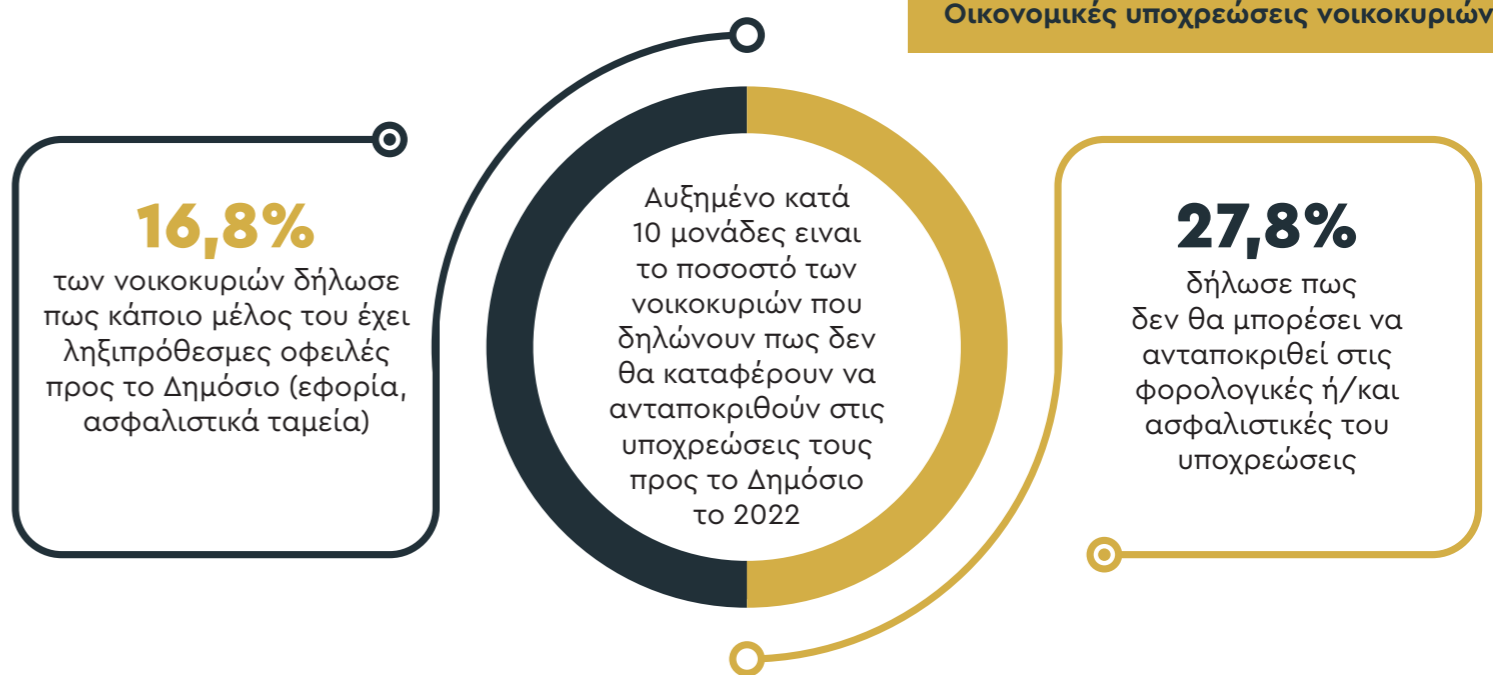 Οικονομικές υποχρεώσεις νοικοκυριών
16,8%
των νοικοκυριών δήλωσε
πως κάποιο μέλος του έχει
ληξιπρόθεσμες οφειλές
προς το Δημόσιο (εφορία,
ασφαλιστικά ταμεία)
Αυξημένο κατά
10 μονάδες ειναι
το ποσοστό των
νοικοκυριών που
δηλώνουν πως δεν
θα καταφέρουν να
ανταποκριθούν στις
υποχρεώσεις τους
προς το Δημόσιο
το 2022
27,8%
δήλωσε πως
δεν θα μπορέσει να
ανταποκριθεί στις
φορολογικές ή/και
ασφαλιστικές του
υποχρεώσεις